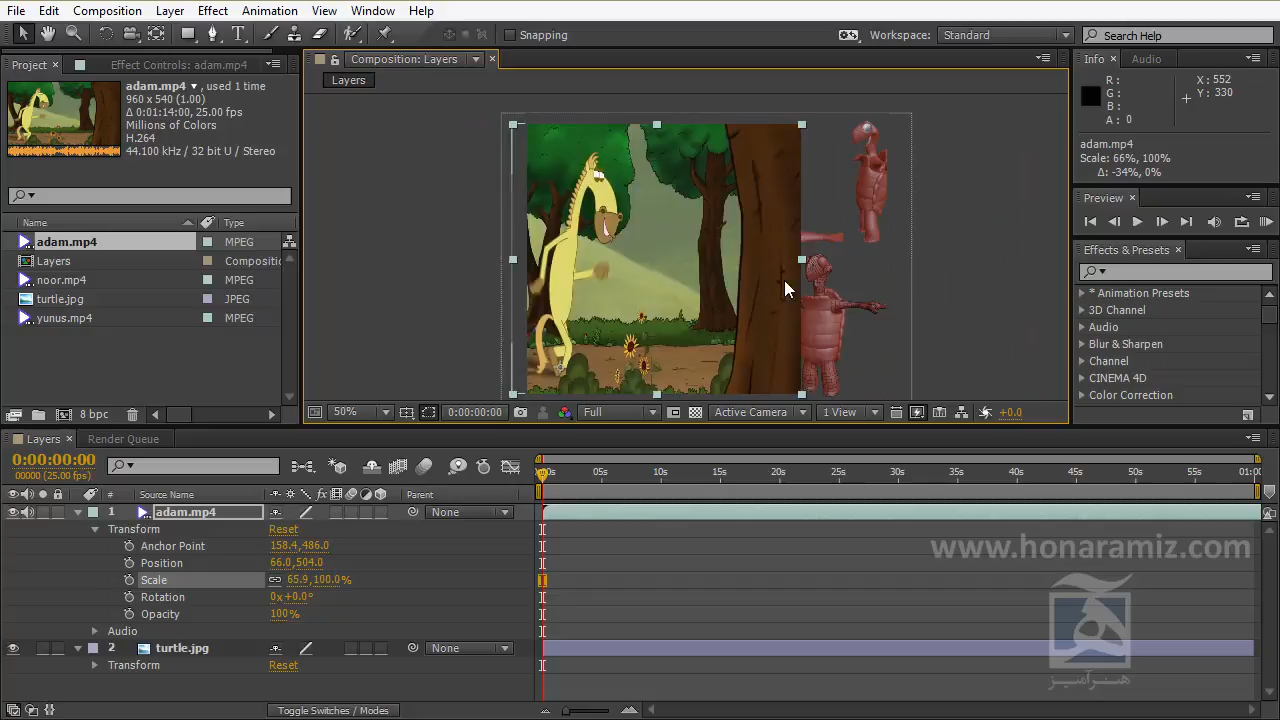 File Edit Composition Layer Effect Animation View Window Help
Snapping Workspace: Standard Search Help
Project Effect Controls: adam.mp4 Composition: Layers Info Audio
Layers
adam.mp4 , used 1 time
960 x 540 (1.00)
Δ 0:01:14:00, 25.00 fps
Millions of Colors
H.264
44.100 kHz / 32 bit U / Stereo
R :
G :
B :
A : 0
X : 552
Y : 330
adam.mp4
Scale: 66%, 100%
Δ: -34%, 0%
Preview
Effects & Presets
* Animation Presets
3D Channel
Audio
Blur & Sharpen
Channel
CINEMA 4D
Color Correction
Name Type
adam.mp4 MPEG
Layers Compositio
noor.mp4 MPEG
turtle.jpg JPEG
yunus.mp4 MPEG
8 bpc
50% 0:00:00:00 Full Active Camera 1 View +0.0
Layers Render Queue
0:00:00:00
00000 (25.00 fps)
05s 10s 15s 20s 25s 30s 35s 40s 45s 50s 55s 01:00
# Source Name Parent
1 adam.mp4 None
Transform Reset
Anchor Point 158.4,486.0
Position 66.0,504.0
Scale 65.9,100.0%
Rotation 0x+0.0°
Opacity 100%
Audio
2 turtle.jpg None
Transform Reset
Toggle Switches / Modes
www.honaramiz.com
هنرآمیز